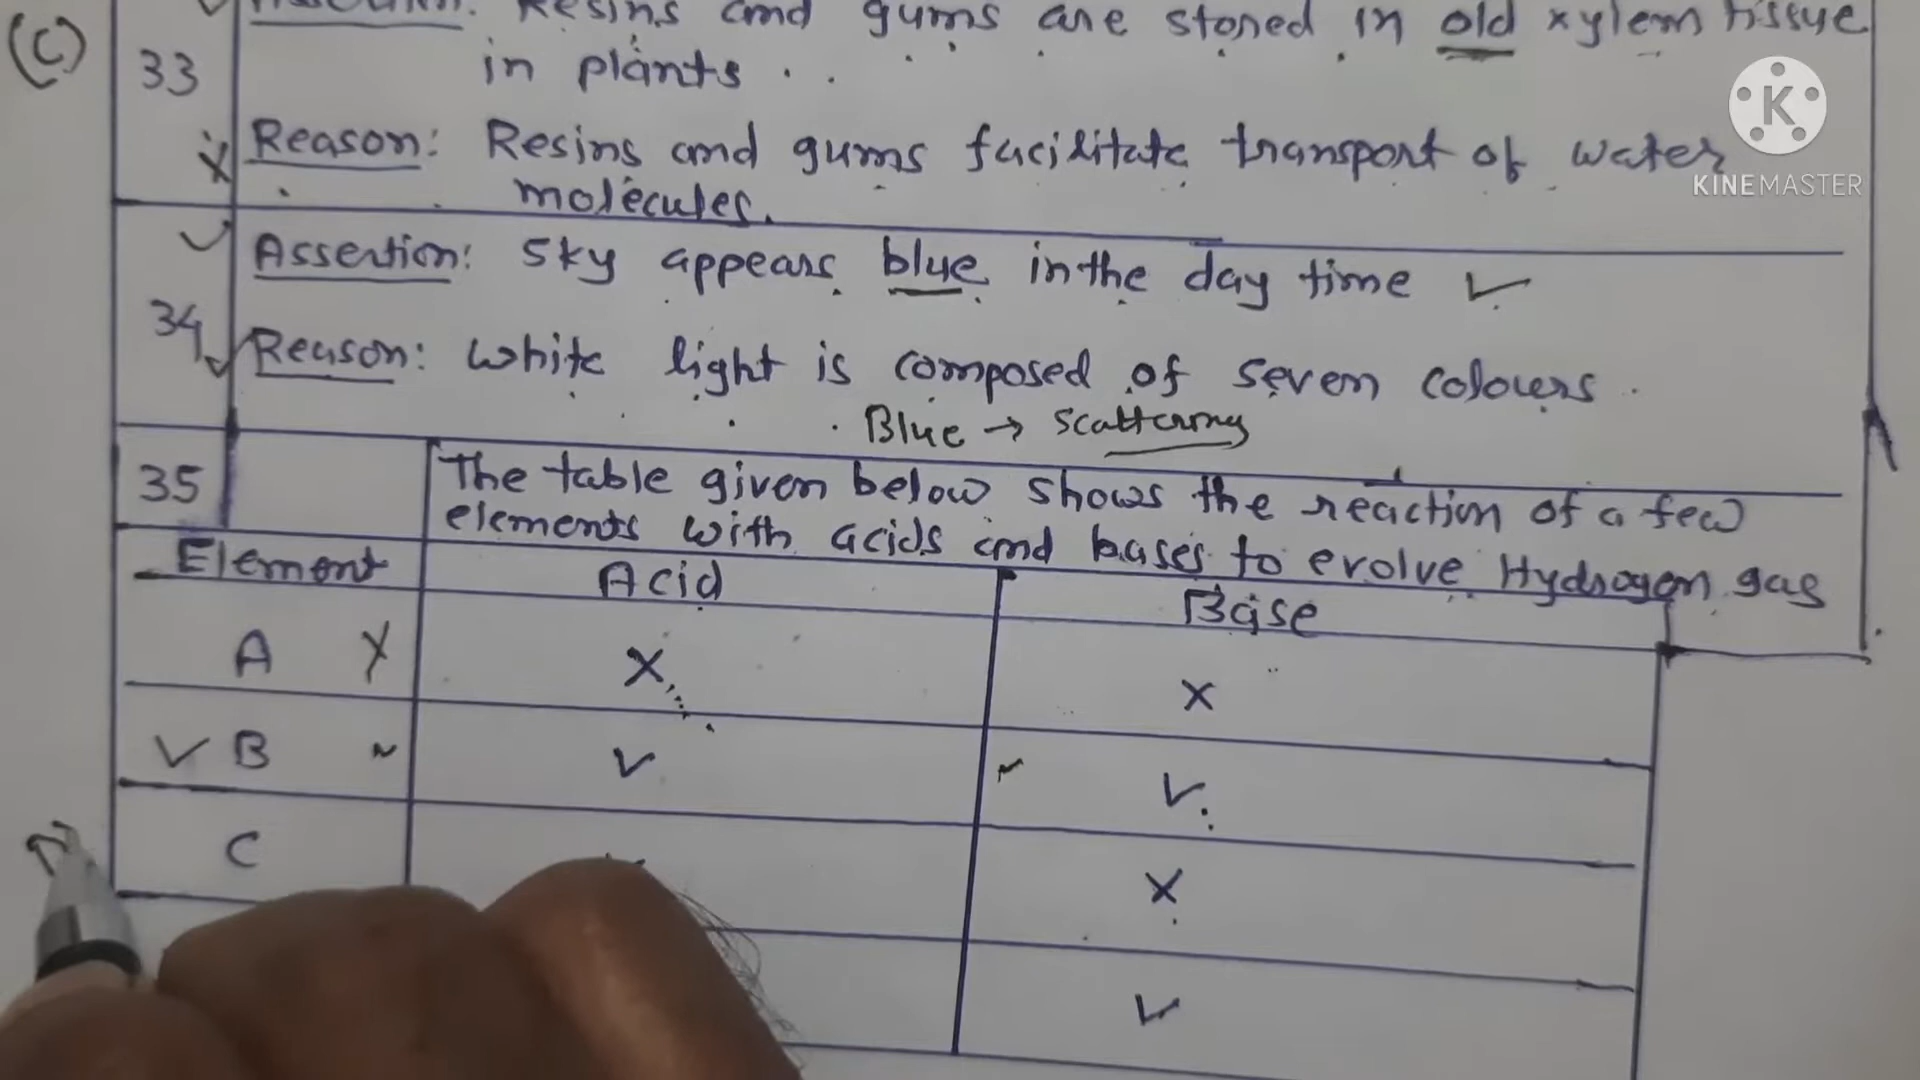 (C) Resins and gums are stored in old xylem tissue
33 in plants
K
KINEMASTER
x Reason: Resins and gums facilitate transport of water
molecules.
✓ Assertion: Sky appears blue in the day time ✓
34 ✓ Reason: White light is composed of seven colours.
Blue → Scattering
35 The table given below shows the reaction of a few
elements with acids and bases to evolve Hydrogen gas
Element Acid Base
A X X X
✓ B ✓ ✓
C X
✓